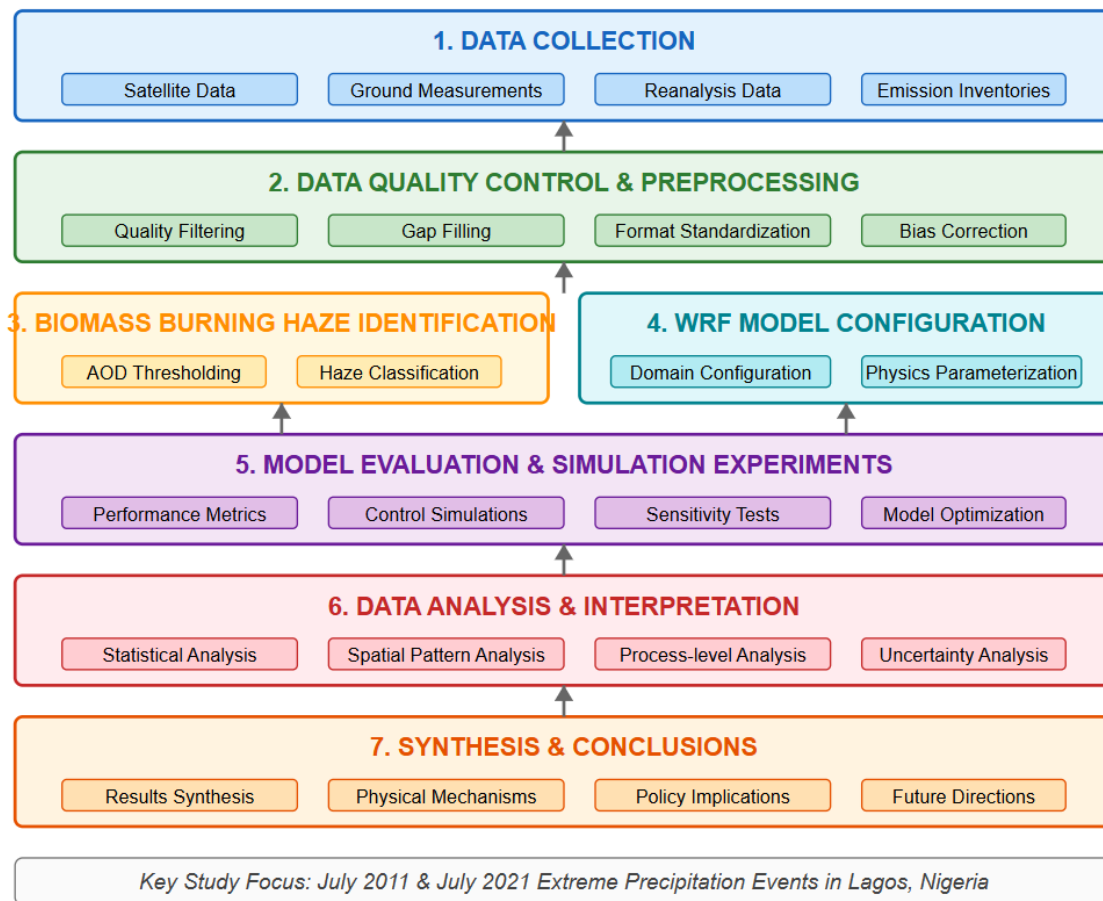 1. DATA COLLECTION
Satellite Data
Ground Measurements
Reanalysis Data
Emission Inventories
2. DATA QUALITY CONTROL & PREPROCESSING
Quality Filtering
Gap Filling
Format Standardization
Bias Correction
3. BIOMASS BURNING HAZE IDENTIFICATION
AOD Thresholding
Haze Classification
4. WRF MODEL CONFIGURATION
Domain Configuration
Physics Parameterization
5. MODEL EVALUATION & SIMULATION EXPERIMENTS
Performance Metrics
Control Simulations
Sensitivity Tests
Model Optimization
6. DATA ANALYSIS & INTERPRETATION
Statistical Analysis
Spatial Pattern Analysis
Process-level Analysis
Uncertainty Analysis
7. SYNTHESIS & CONCLUSIONS
Results Synthesis
Physical Mechanisms
Policy Implications
Future Directions
Key Study Focus: July 2011 & July 2021 Extreme Precipitation Events in Lagos, Nigeria